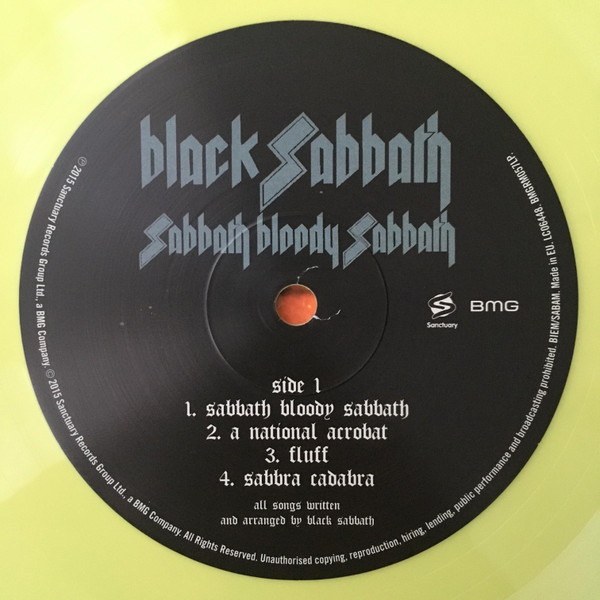 black Sabbath
Sabbath bloody Sabbath
Sanctuary
BMG
side 1
1. sabbath bloody sabbath
2. a national acrobat
3. fluff
4. sabbra cadabra
all songs written
and arranged by black sabbath
℗ 2015 Sanctuary Records Group Ltd., a BMG Company. © 2015 Sanctuary Records Group Ltd., a BMG Company. All Rights Reserved. Unauthorised copying, reproduction, hiring, lending, public performance and broadcasting prohibited. BIEM/SABAM. Made in EU. LC06448. BMGRM057LP.